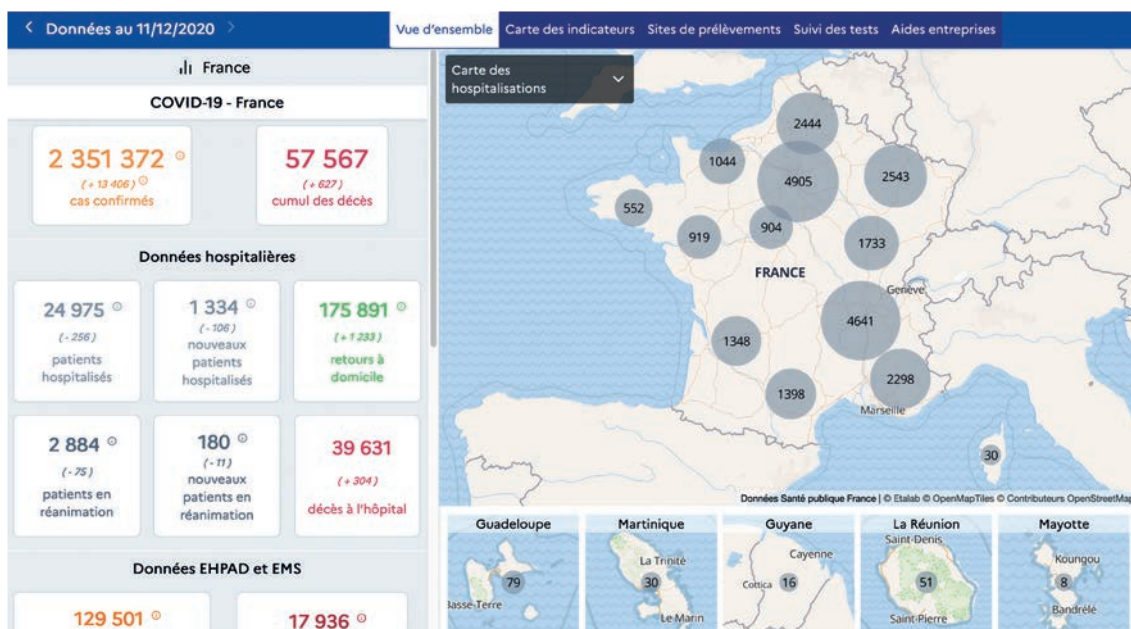 Données au 11/12/2020
Vue d'ensemble Carte des indicateurs Sites de prélèvements Suivi des tests Aides entreprises
France
COVID-19 - France
2 351 372
(+ 13 406)
cas confirmés
57 567
(+ 627)
cumul des décès
Données hospitalières
24 975
(- 256)
patients
hospitalisés
1 334
(- 106)
nouveaux
patients
hospitalisés
175 891
(+ 1 233)
retours à
domicile
2 884
(- 75)
patients en
réanimation
180
(- 11)
nouveaux
patients en
réanimation
39 631
(+ 304)
décès à l'hôpital
Données EHPAD et EMS
129 501
17 936
Carte des
hospitalisations
2444
1044
4905
2543
552
919
904
1733
FRANCE
Genève
4641
1348
2298
1398
Marseille
30
Données Santé publique France | © Etalab © OpenMapTiles © Contributeurs OpenStreetMap
Guadeloupe
79
Basse-Terre
Martinique
La Trinité
30
Le Marin
Guyane
Cayenne
Cottica
16
La Réunion
Saint-Denis
51
Saint-Pierre
Mayotte
Koungou
8
Bandrélé